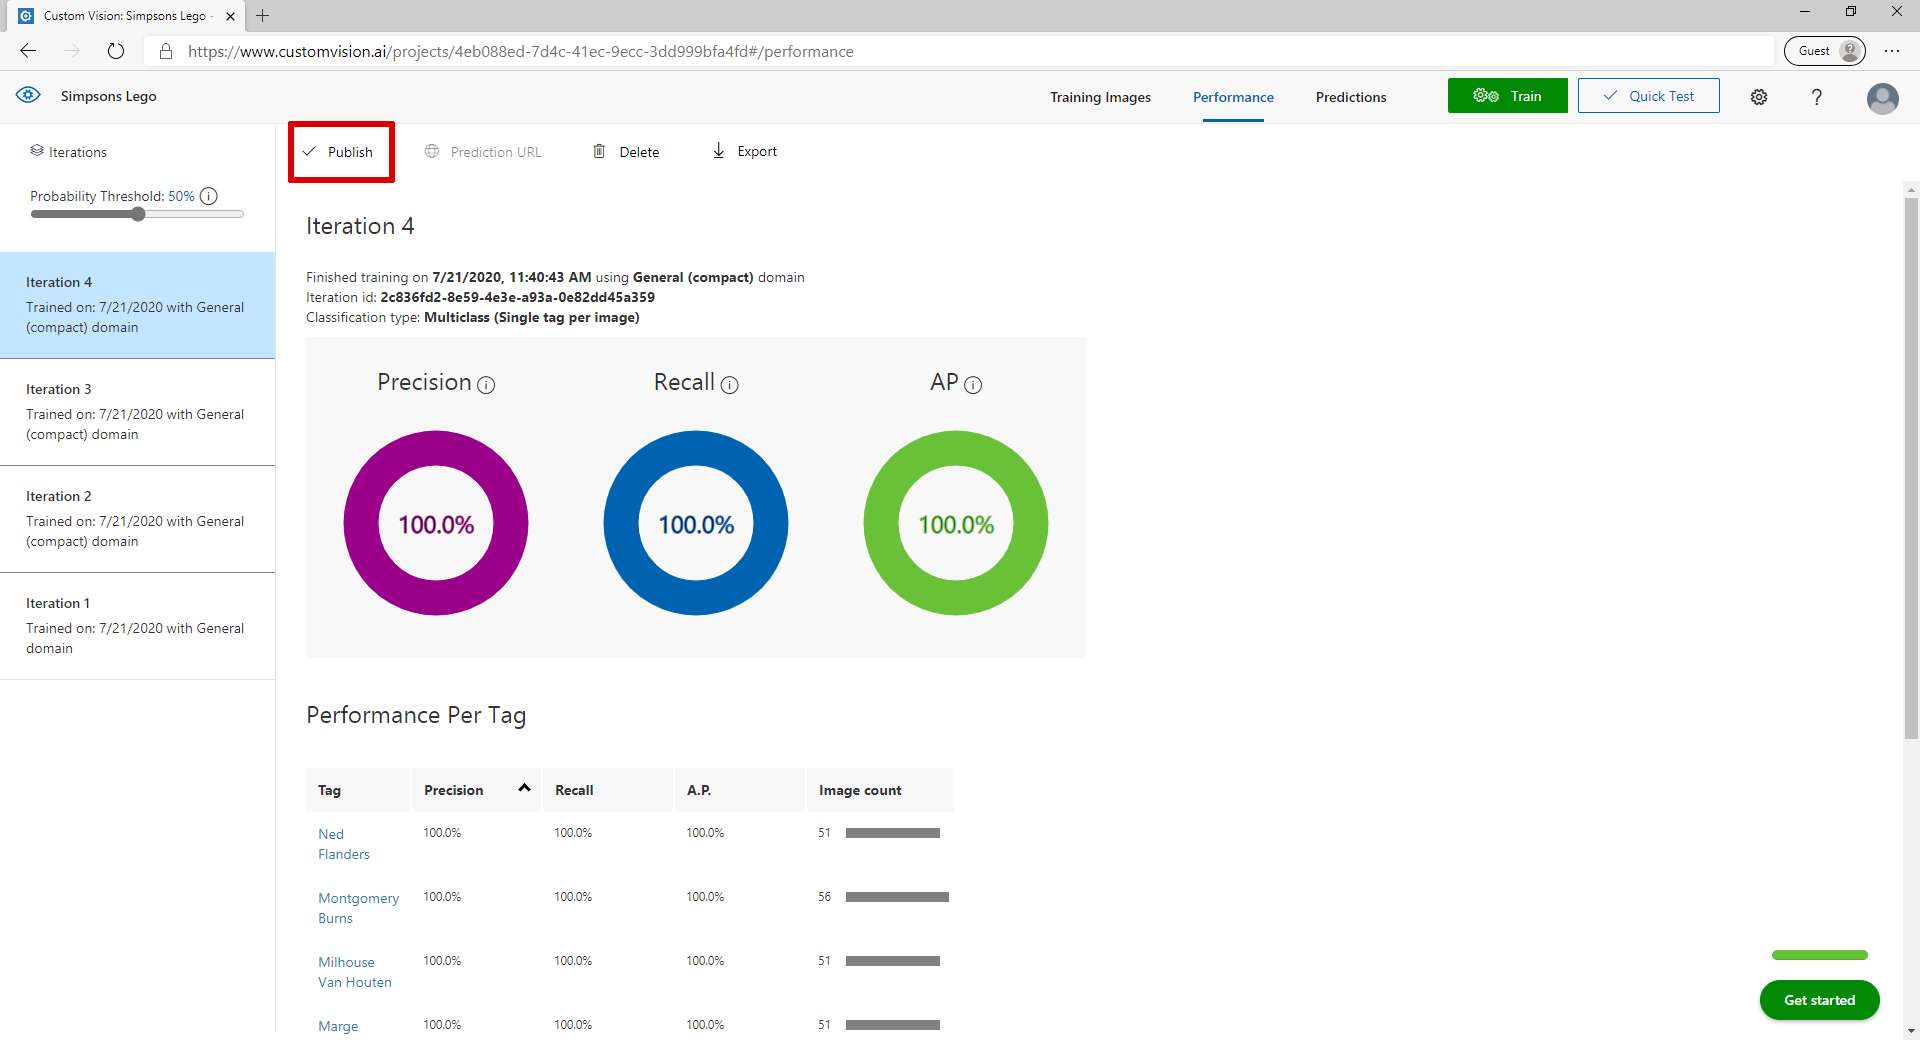 Custom Vision: Simpsons Lego -
https://www.customvision.ai/projects/4eb088ed-7d4c-41ec-9ecc-3dd999bfa4fd#/performance
Guest
Simpsons Lego
Training Images
Performance
Predictions
Train
Quick Test
?
Iterations
Publish
Prediction URL
Delete
Export
Probability Threshold: 50%
Iteration 4
Trained on: 7/21/2020 with General
(compact) domain
Iteration 3
Trained on: 7/21/2020 with General
(compact) domain
Iteration 2
Trained on: 7/21/2020 with General
(compact) domain
Iteration 1
Trained on: 7/21/2020 with General
domain
Iteration 4
Finished training on 7/21/2020, 11:40:43 AM using General (compact) domain
Iteration id: 2c836fd2-8e59-4e3e-a93a-0e82dd45a359
Classification type: Multiclass (Single tag per image)
Precision
Recall
AP
100.0%
100.0%
100.0%
Performance Per Tag
Tag Precision Recall A.P. Image count
Ned
Flanders
100.0% 100.0% 100.0% 51
Montgomery
Burns
100.0% 100.0% 100.0% 56
Milhouse
Van Houten
100.0% 100.0% 100.0% 51
Marge 100.0% 100.0% 100.0% 51
Get started